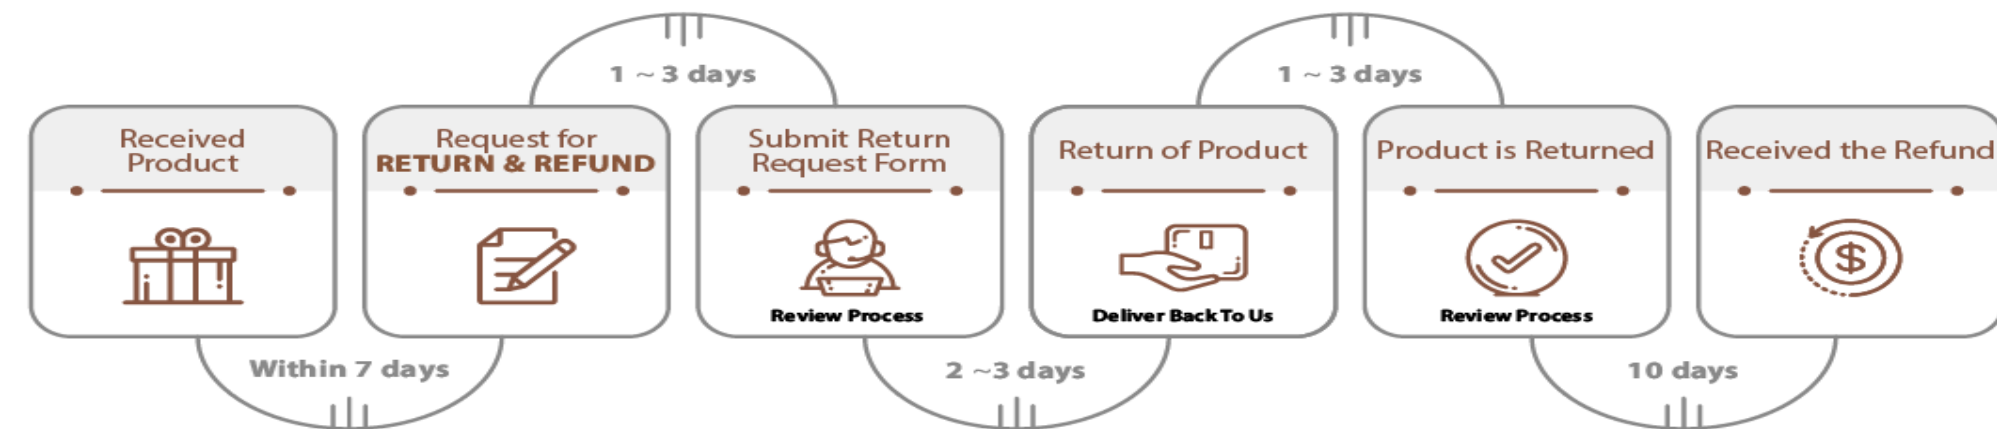 1 ~ 3 days
1 ~ 3 days
Received
Product
Request for
RETURN & REFUND
Submit Return
Request Form
Return of Product
Product is Returned
Received the Refund
Review Process
Deliver Back To Us
Review Process
Within 7 days
2 ~3 days
10 days